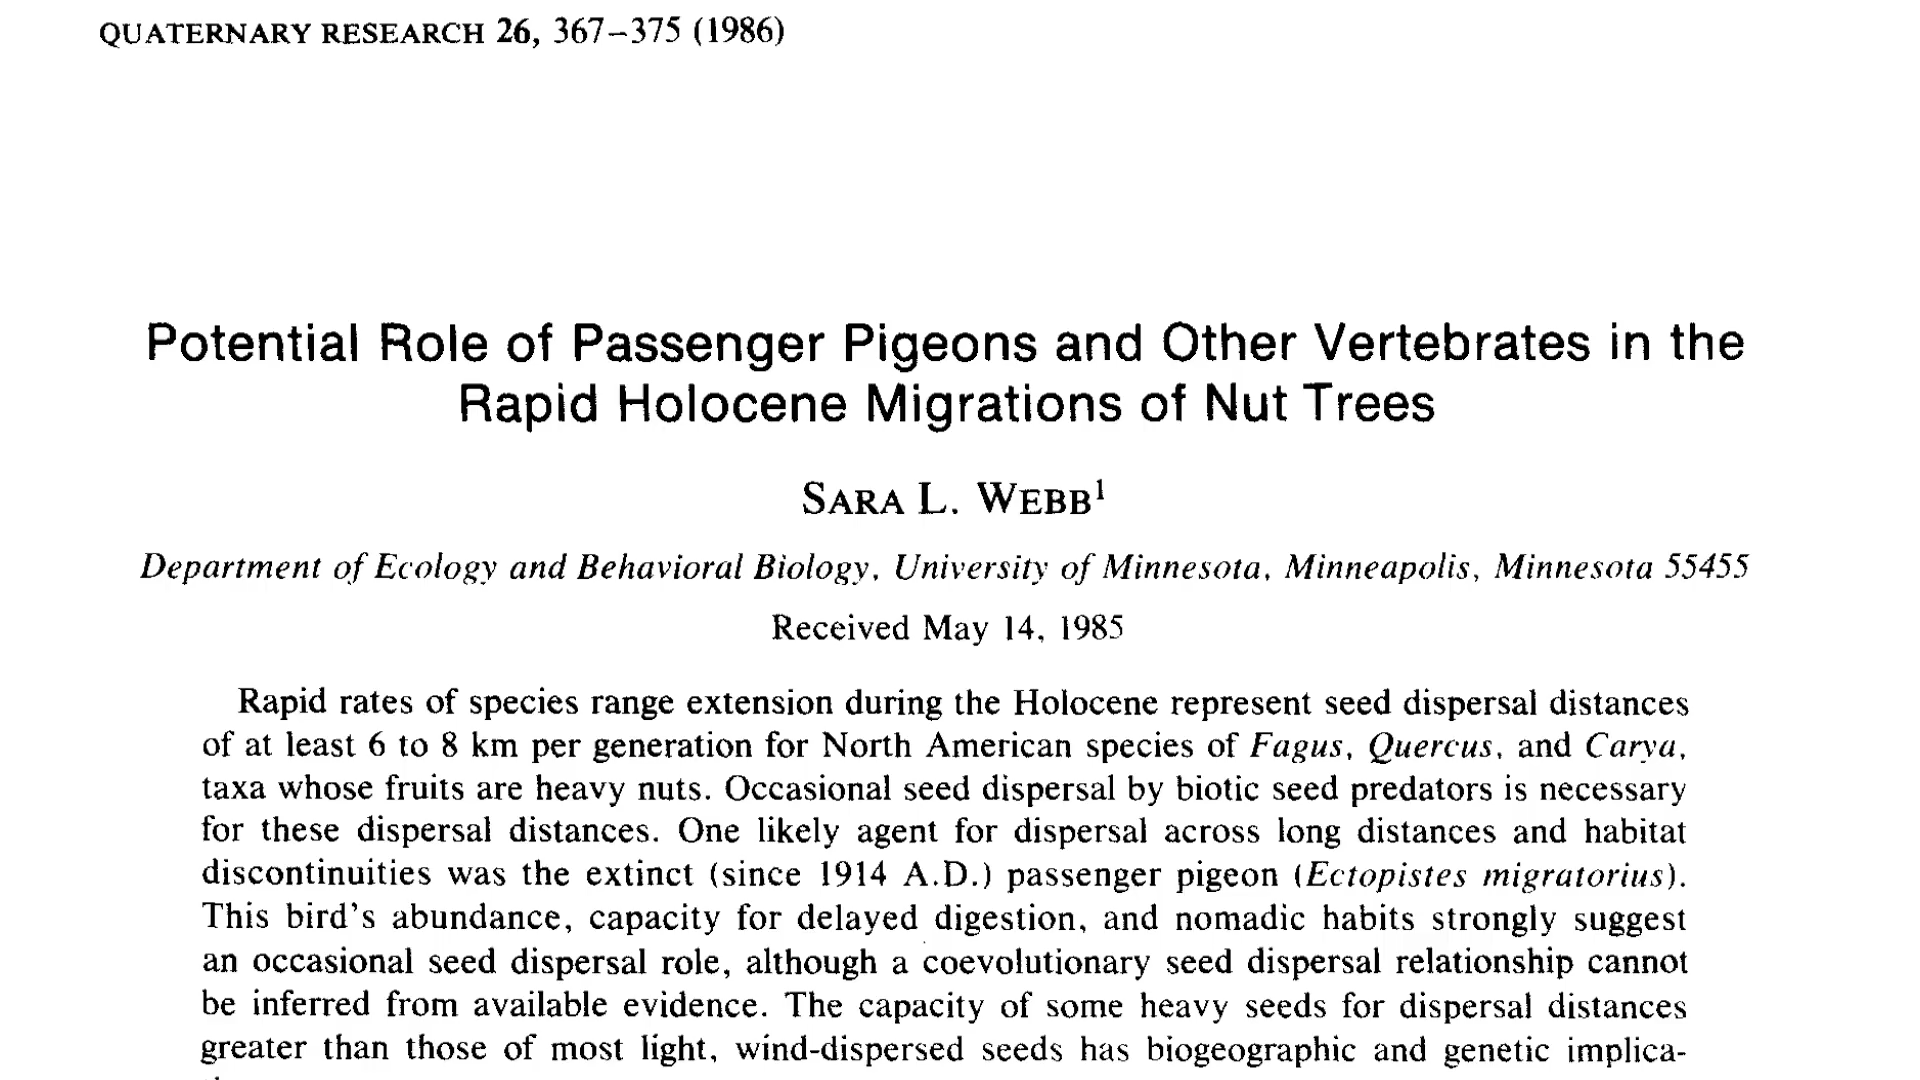 QUATERNARY RESEARCH 26, 367–375 (1986)
Potential Role of Passenger Pigeons and Other Vertebrates in the
Rapid Holocene Migrations of Nut Trees
SARA L. WEBB¹
Department of Ecology and Behavioral Biology, University of Minnesota, Minneapolis, Minnesota 55455
Received May 14, 1985
Rapid rates of species range extension during the Holocene represent seed dispersal distances
of at least 6 to 8 km per generation for North American species of Fagus, Quercus, and Carya,
taxa whose fruits are heavy nuts. Occasional seed dispersal by biotic seed predators is necessary
for these dispersal distances. One likely agent for dispersal across long distances and habitat
discontinuities was the extinct (since 1914 A.D.) passenger pigeon (Ectopistes migratorius).
This bird's abundance, capacity for delayed digestion, and nomadic habits strongly suggest
an occasional seed dispersal role, although a coevolutionary seed dispersal relationship cannot
be inferred from available evidence. The capacity of some heavy seeds for dispersal distances
greater than those of most light, wind-dispersed seeds has biogeographic and genetic implica-